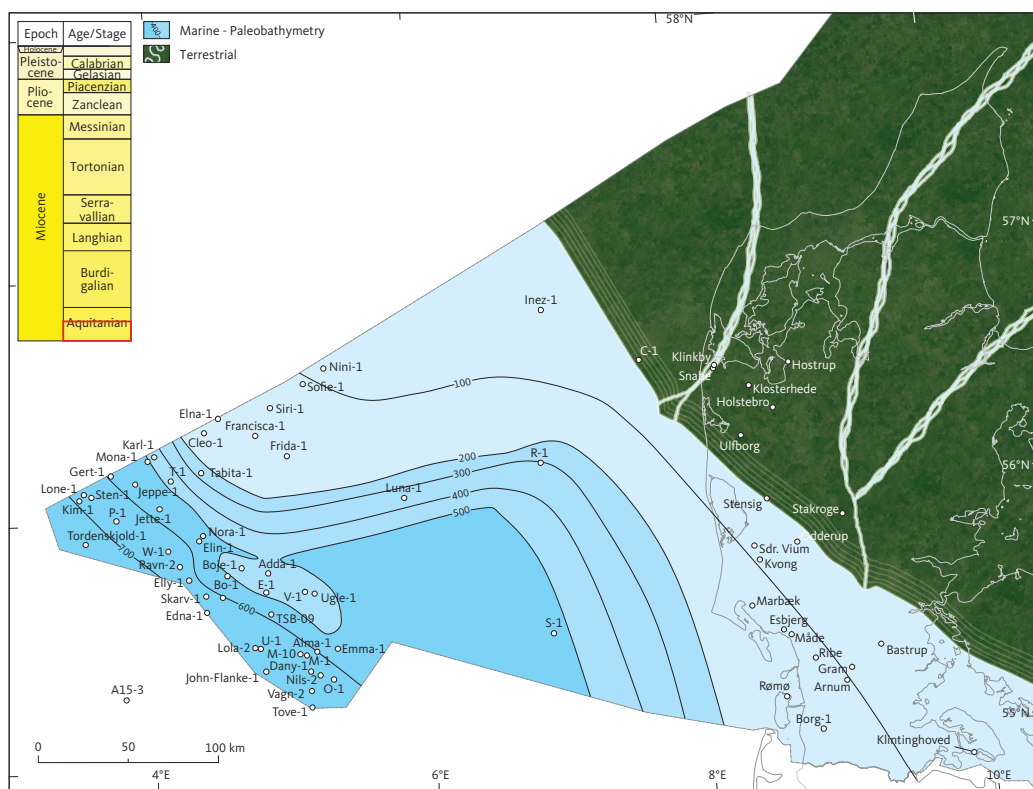 Epoch Age/Stage
Holocene
Pleisto-
cene
Calabrian
Gelasian
Plio-
cene
Piacenzian
Zanclean
Miocene
Messinian
Tortonian
Serra-
vallian
Langhian
Burdi-
galian
Aquitanian
400
Marine - Paleobathymetry
Terrestrial
58°N
57°N
56°N
55°N
Inez-1
C-1
Klinkby
Snabe
Hostrup
Klosterhede
Holstebro
Ulfborg
Nini-1
Sofie-1
100
Siri-1
Elna-1
Francisca-1
Cleo-1
Frida-1
Karl-1
Mona-1
Gert-1
T-1
Tabita-1
200
R-1
300
400
500
Luna-1
Lone-1
Sten-1
Jeppe-1
Kim-1
P-1
Jette-1
Tordenskjold-1
700
Nora-1
Elin-1
W-1
Ravn-2
Boje-1
Adda-1
Elly-1
Bo-1
E-1
V-1
Ugle-1
Skarv-1
600
Edna-1
TSB-09
S-1
Stensig
Stakroge
Odderup
Sdr. Vium
Kvong
Marbæk
Esbjerg
Måde
Ribe
Gram
Bastrup
Arnum
Rømø
Borg-1
Klintinghoved
Lola-2
U-1
Alma-1
Emma-1
M-10
M-1
Dany-1
John-Flanke-1
Nils-2
O-1
Vagn-2
Tove-1
A15-3
0 50 100 km
4°E 6°E 8°E 10°E